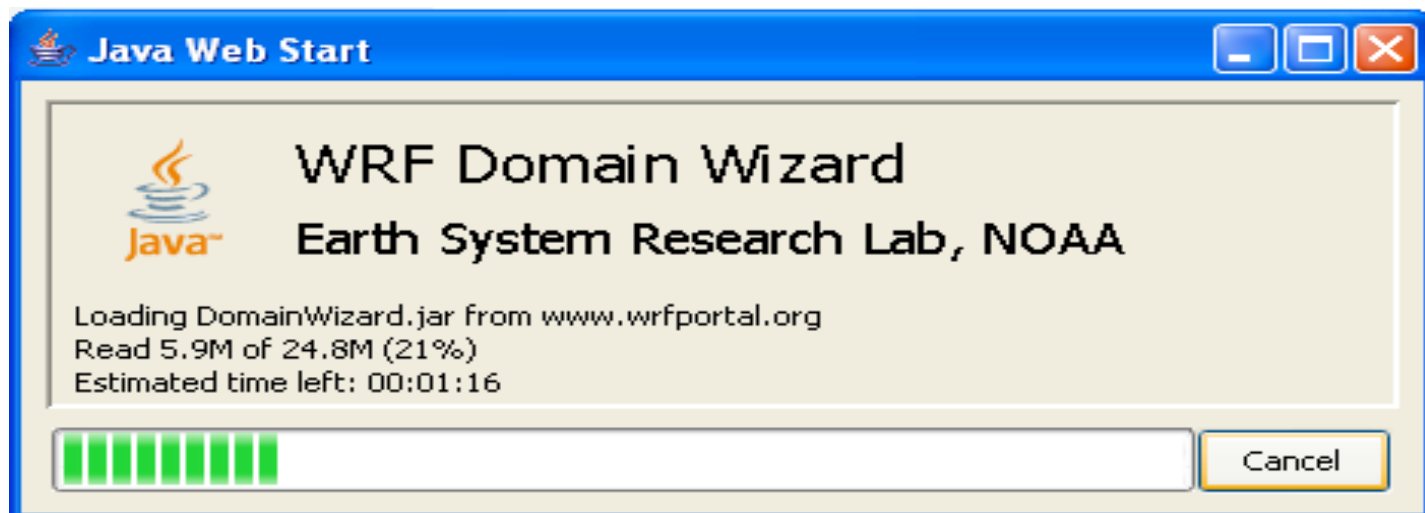 Java Web Start
WRF Domain Wizard
Java™
Earth System Research Lab, NOAA
Loading DomainWizard.jar from www.wrfportal.org
Read 5.9M of 24.8M (21%)
Estimated time left: 00:01:16
Cancel